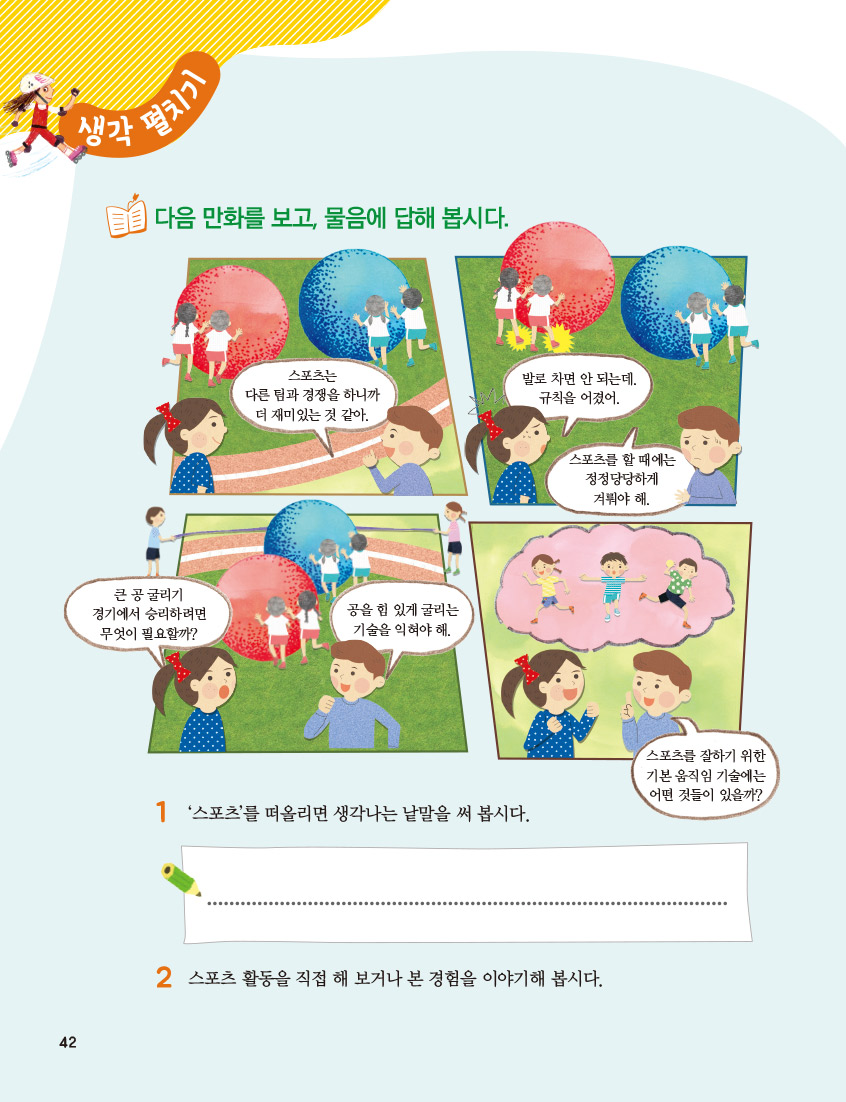 생각 펼치기
다음 만화를 보고, 물음에 답해 봅시다.
스포츠는
다른 팀과 경쟁을 하니까
더 재미있는 것 같아.
발로 차면 안 되는데.
규칙을 어겼어.
스포츠를 할 때에는
정정당당하게
겨뤄야 해.
큰 공 굴리기
경기에서 승리하려면
무엇이 필요할까?
공을 힘 있게 굴리는
기술을 익혀야 해.
스포츠를 잘하기 위한
기본 움직임 기술에는
어떤 것들이 있을까?
1 ‘스포츠’를 떠올리면 생각나는 낱말을 써 봅시다.
2 스포츠 활동을 직접 해 보거나 본 경험을 이야기해 봅시다.
42